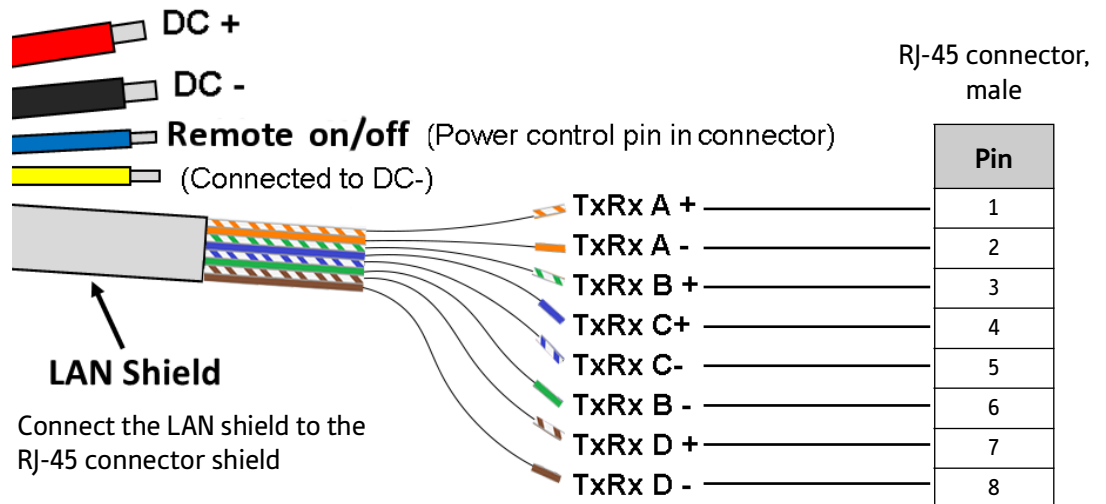 DC +
DC -
Remote on/off (Power control pin in connector)
(Connected to DC-)
RJ-45 connector,
male
Pin
TxRx A + 1
TxRx A - 2
TxRx B + 3
TxRx C+ 4
TxRx C- 5
TxRx B - 6
TxRx D + 7
TxRx D - 8
LAN Shield
Connect the LAN shield to the
RJ-45 connector shield